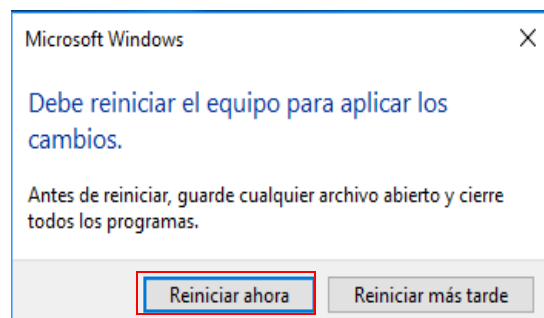 Microsoft Windows
Debe reiniciar el equipo para aplicar los
cambios.
Antes de reiniciar, guarde cualquier archivo abierto y cierre
todos los programas.
Reiniciar ahora
Reiniciar más tarde